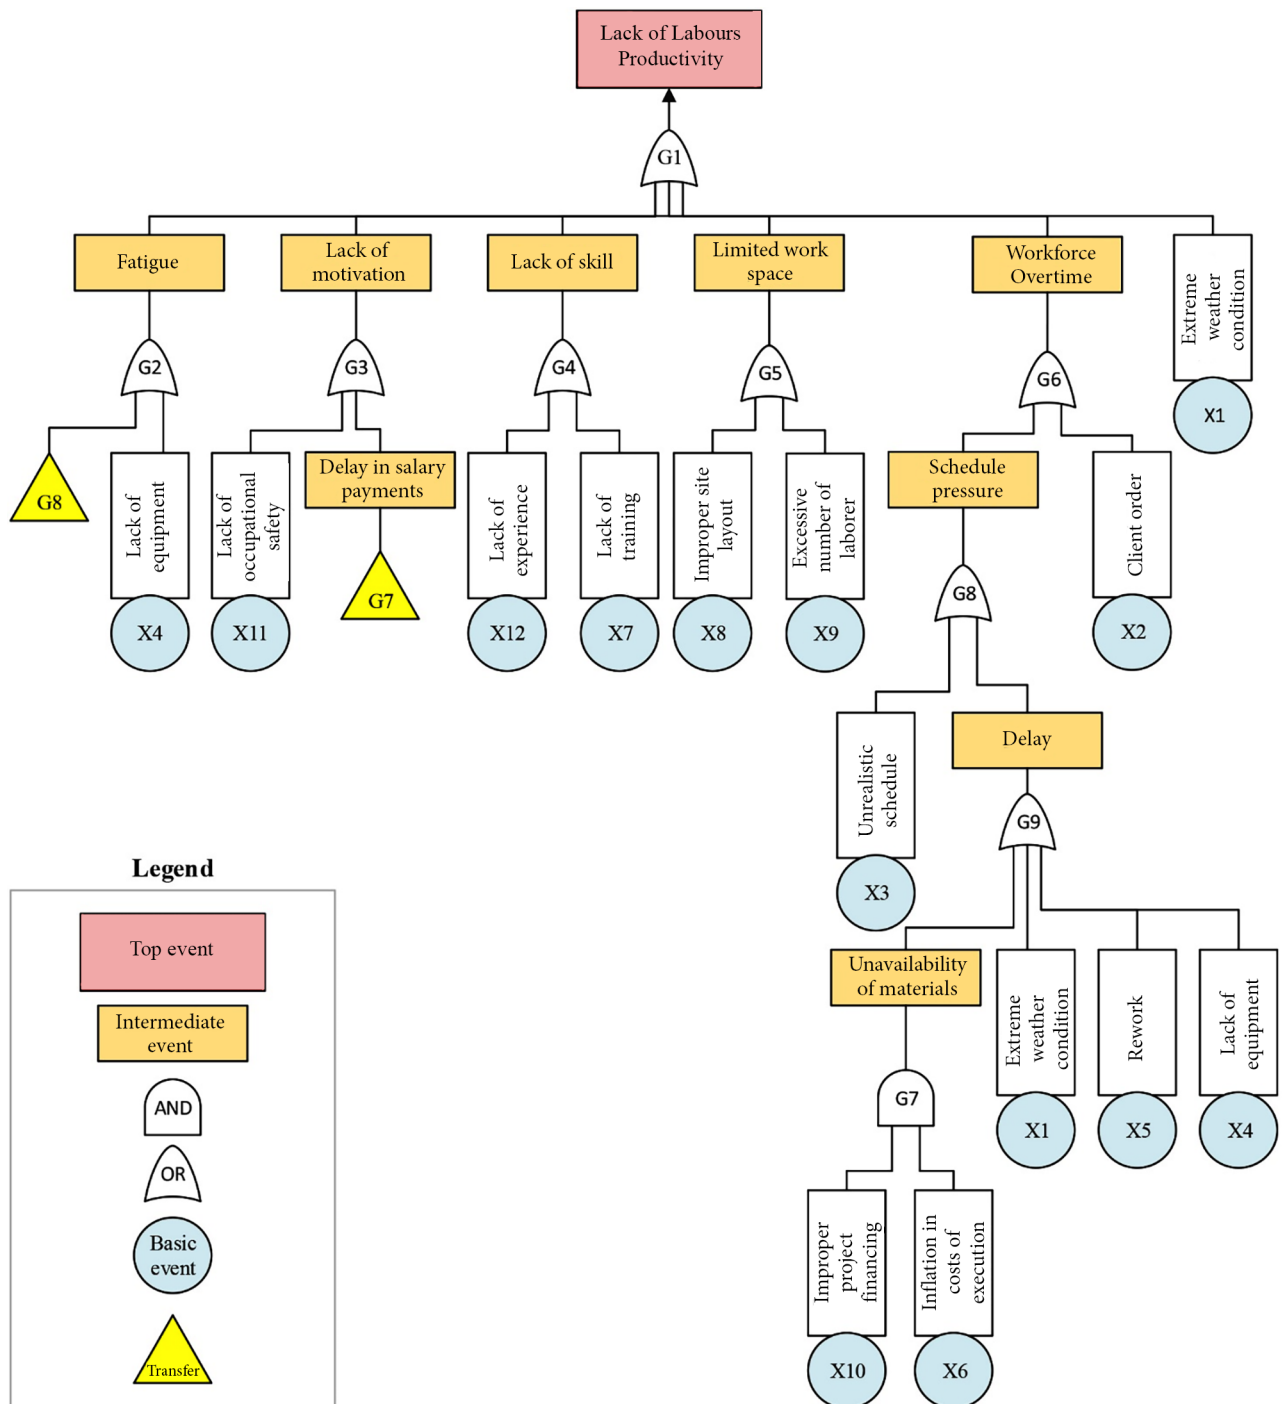 Lack of Labours
Productivity
G1
Fatigue
Lack of
motivation
Lack of skill
Limited work
space
Workforce
Overtime
Extreme
weather
condition
X1
G2
G3
G4
G5
G6
G8
Lack of
equipment
X4
Lack of
occupational
safety
X11
Delay in salary
payments
G7
Lack of
experience
X12
Lack of
training
X7
Improper site
layout
X8
Excessive
number of
laborer
X9
Schedule
pressure
Client order
X2
G8
Unrealistic
schedule
X3
Delay
G9
Unavailability
of materials
Extreme
weather
condition
X1
Rework
X5
Lack of
equipment
X4
G7
Improper
project
financing
X10
Inflation in
costs of
execution
X6
Legend
Top event
Intermediate
event
AND
OR
Basic
event
Transfer